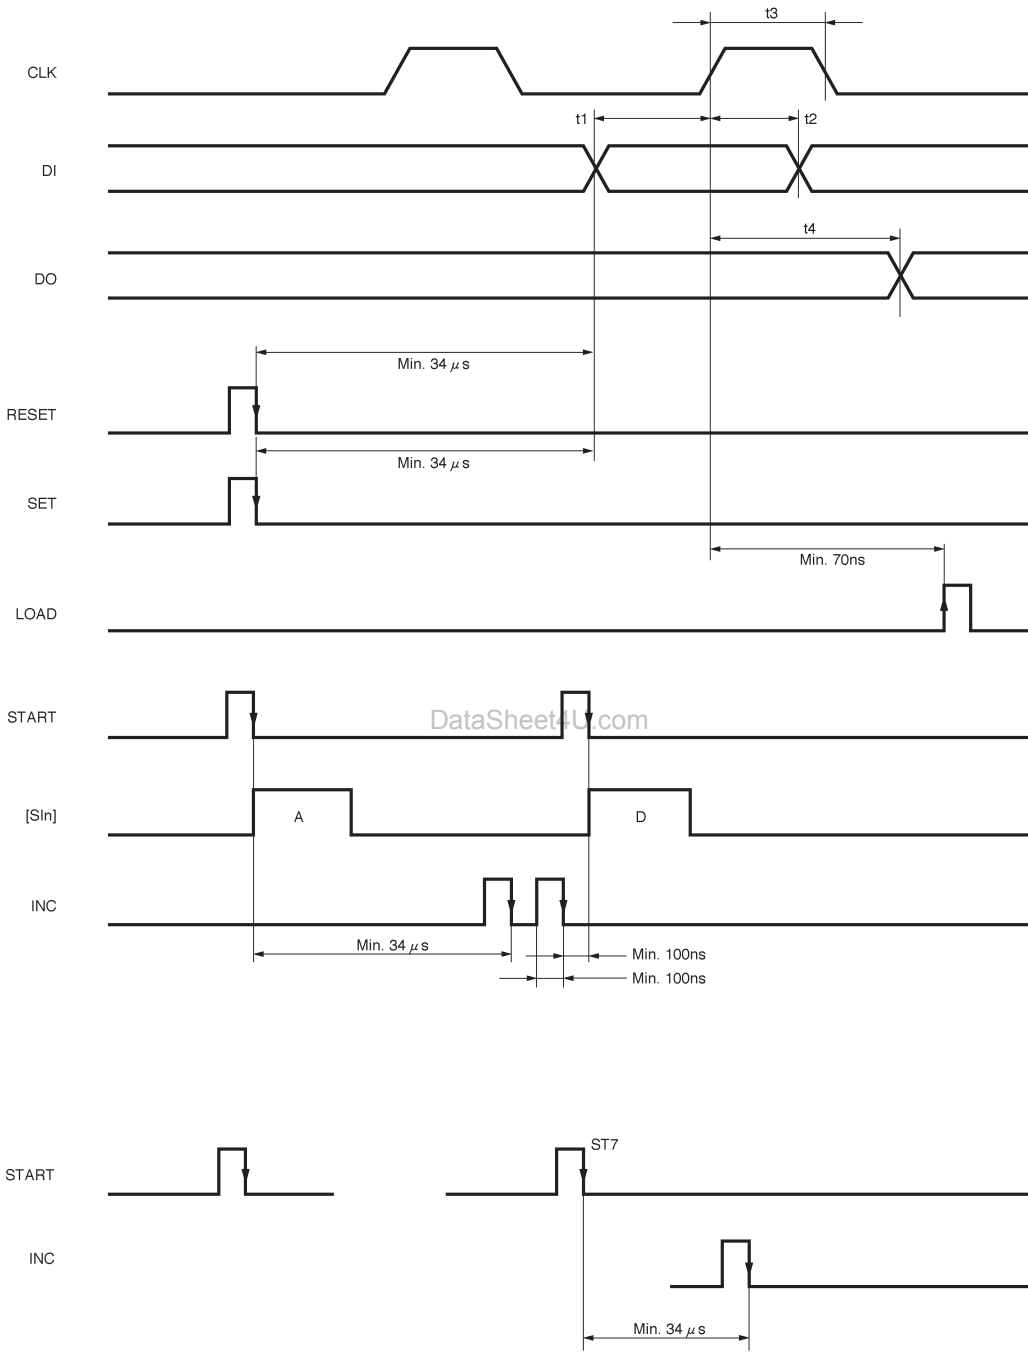 t3
CLK
t1
t2
DI
t4
DO
Min. 34 μs
RESET
Min. 34 μs
SET
Min. 70ns
LOAD
START
DataSheet4U.com
[SIn]
A
D
INC
Min. 34 μs
Min. 100ns
Min. 100ns
ST7
START
INC
Min. 34 μs